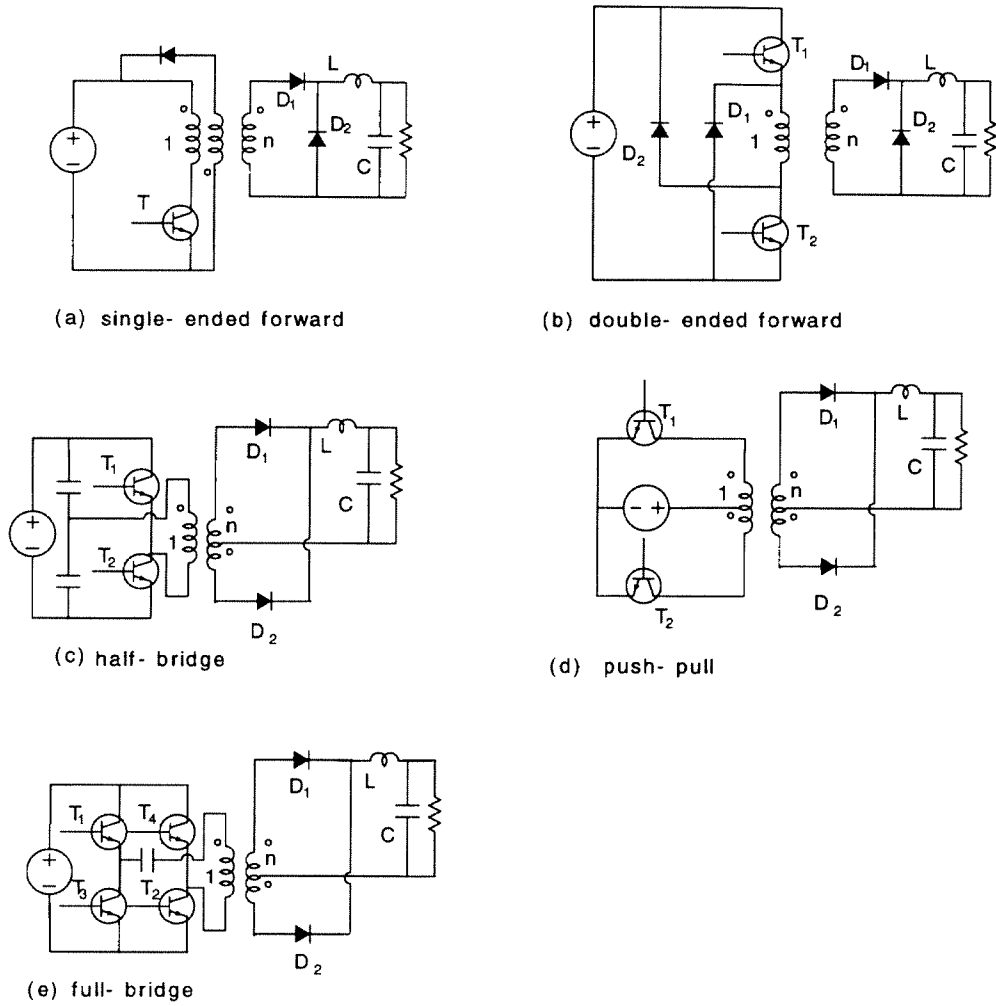 +
−
1
T
n
D1
D2
L
C
(a) single- ended forward
+
−
D2
D1
T1
1
T2
n
D1
D2
L
C
(b) double- ended forward
+
−
T1
T2
1
n
D1
D2
L
C
(c) half- bridge
T1
− +
T2
1
n
D1
D2
L
C
(d) push- pull
+
−
T1
T4
T3
T2
1
n
D1
D2
L
C
(e) full- bridge